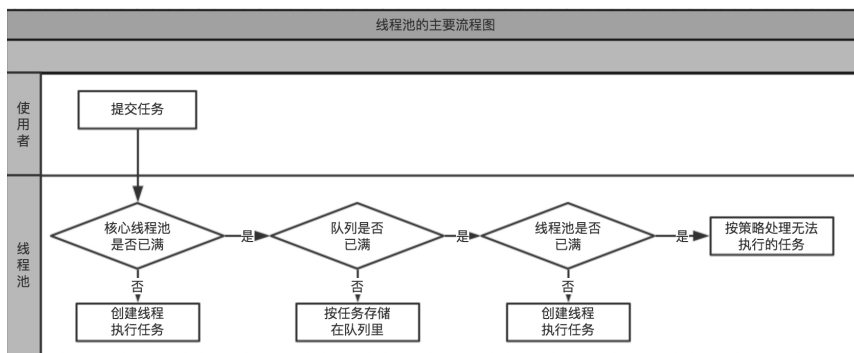 线程池的主要流程图
使
用
者
提交任务
线
程
池
核心线程池
是否已满
是
队列是否
已满
是
线程池是否
已满
是
按策略处理无法
执行的任务
否
否
否
创建线程
执行任务
按任务存储
在队列里
创建线程
执行任务